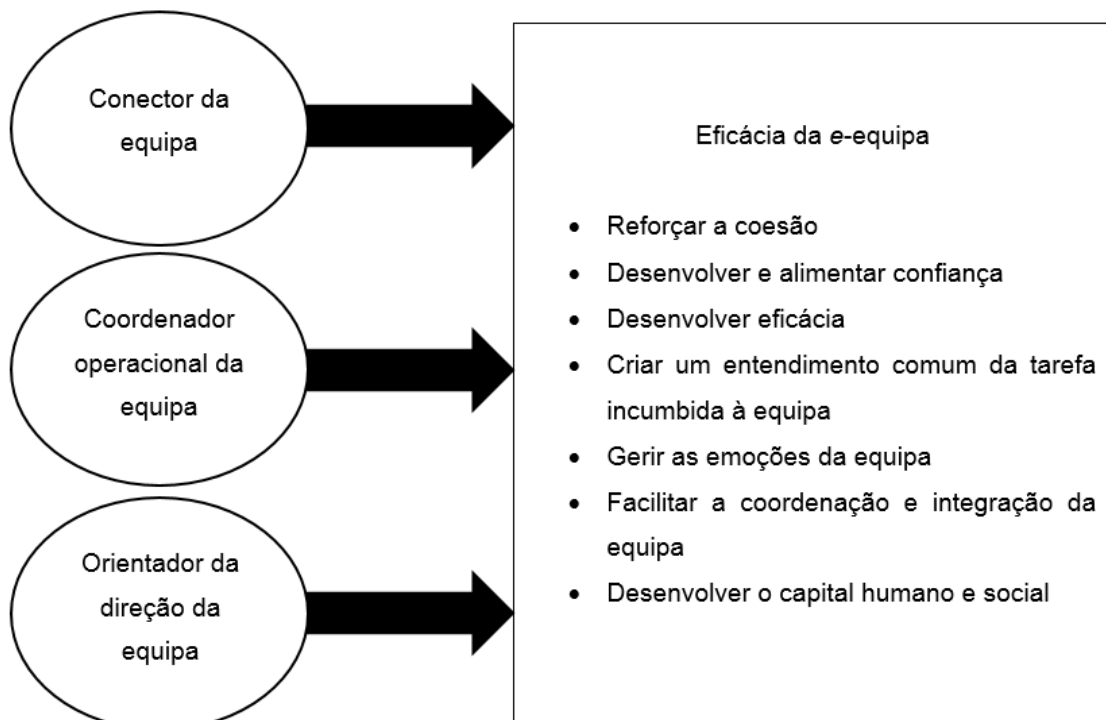 Conector da
equipa
Coordenador
operacional da
equipa
Orientador da
direção da
equipa
Eficácia da e-equipa
• Reforçar a coesão
• Desenvolver e alimentar confiança
• Desenvolver eficácia
• Criar um entendimento comum da tarefa
incumbida à equipa
• Gerir as emoções da equipa
• Facilitar a coordenação e integração da
equipa
• Desenvolver o capital humano e social